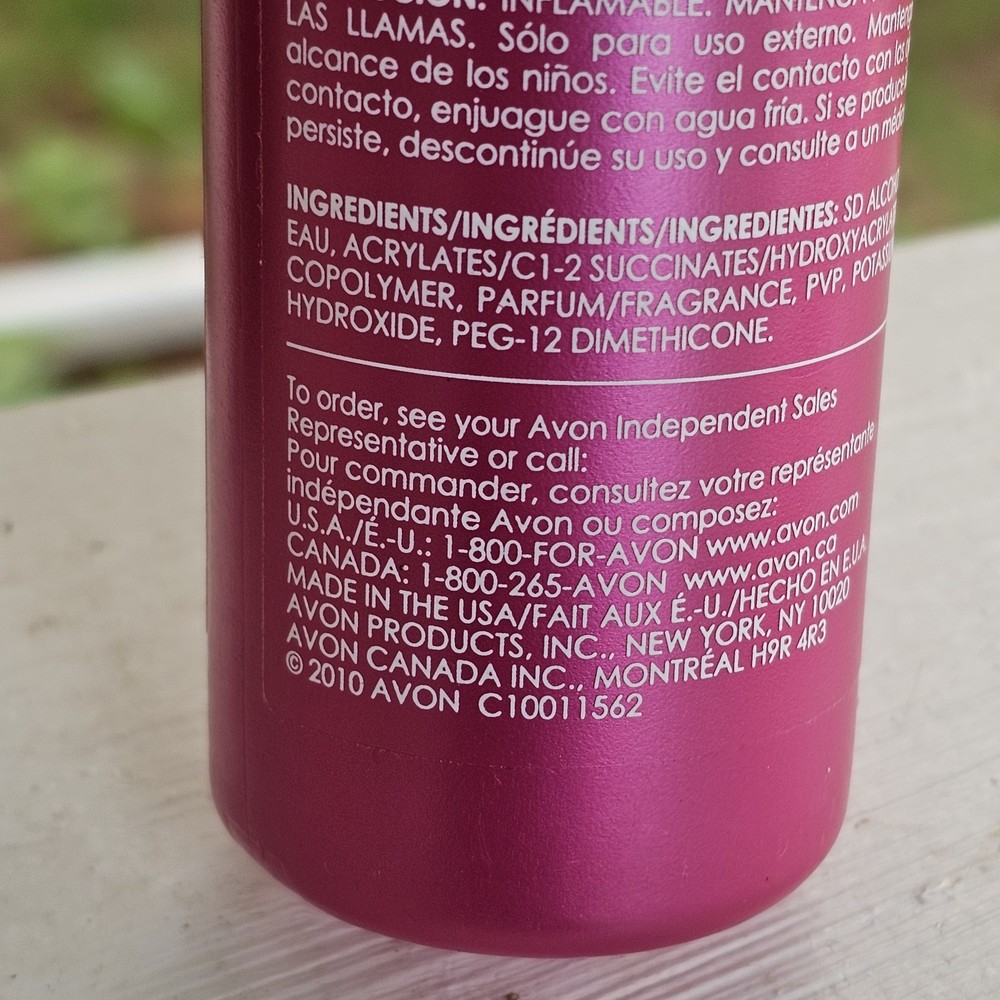 INFLAMABLE. MANTENGA
LAS LLAMAS. Sólo para uso externo.
alcance de los niños. Evite el contacto con los
contacto, enjuague con agua fría. Si se produce
persiste, descontinúe su uso y consulte a un
INGREDIENTS/INGRÉDIENTS/INGREDIENTES: SD
EAU, ACRYLATES/C1-2 SUCCINATES/
COPOLYMER, PARFUM/FRAGRANCE, PVP,
HYDROXIDE, PEG-12 DIMETHICONE.
To order, see your Avon Independent Sales
Representative or call:
Pour commander, consultez votre représentante
indépendante Avon ou composez:
U.S.A./É.-U.: 1-800-FOR-AVON www.avon.com
CANADA: 1-800-265-AVON www.avon.ca
MADE IN THE USA/FAIT AUX É.-U./HECHO EN E.U.A.
AVON PRODUCTS, INC., NEW YORK, NY 10020
AVON CANADA INC., MONTRÉAL H9R 4R3
© 2010 AVON C10011562